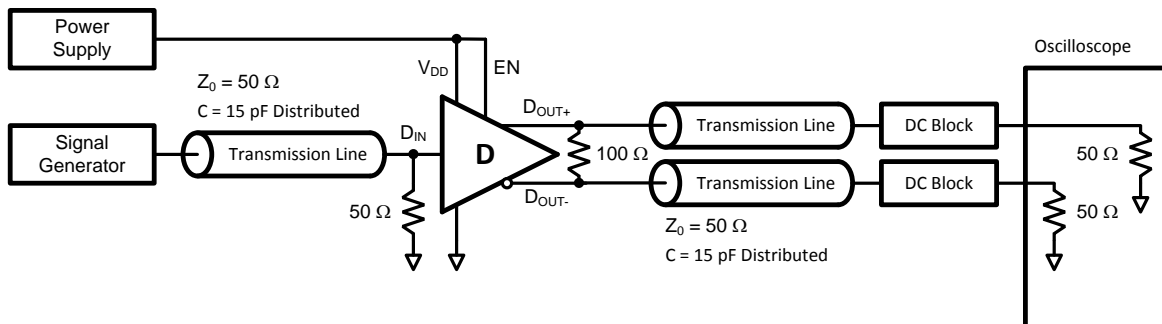 Power
Supply
Oscilloscope
V_DD
EN
Z_0 = 50 Ω
C = 15 pF Distributed
D_OUT+
Signal
Generator
Transmission Line
D_IN
D
100 Ω
Transmission Line
DC Block
50 Ω
Transmission Line
DC Block
50 Ω
50 Ω
D_OUT-
Z_0 = 50 Ω
C = 15 pF Distributed